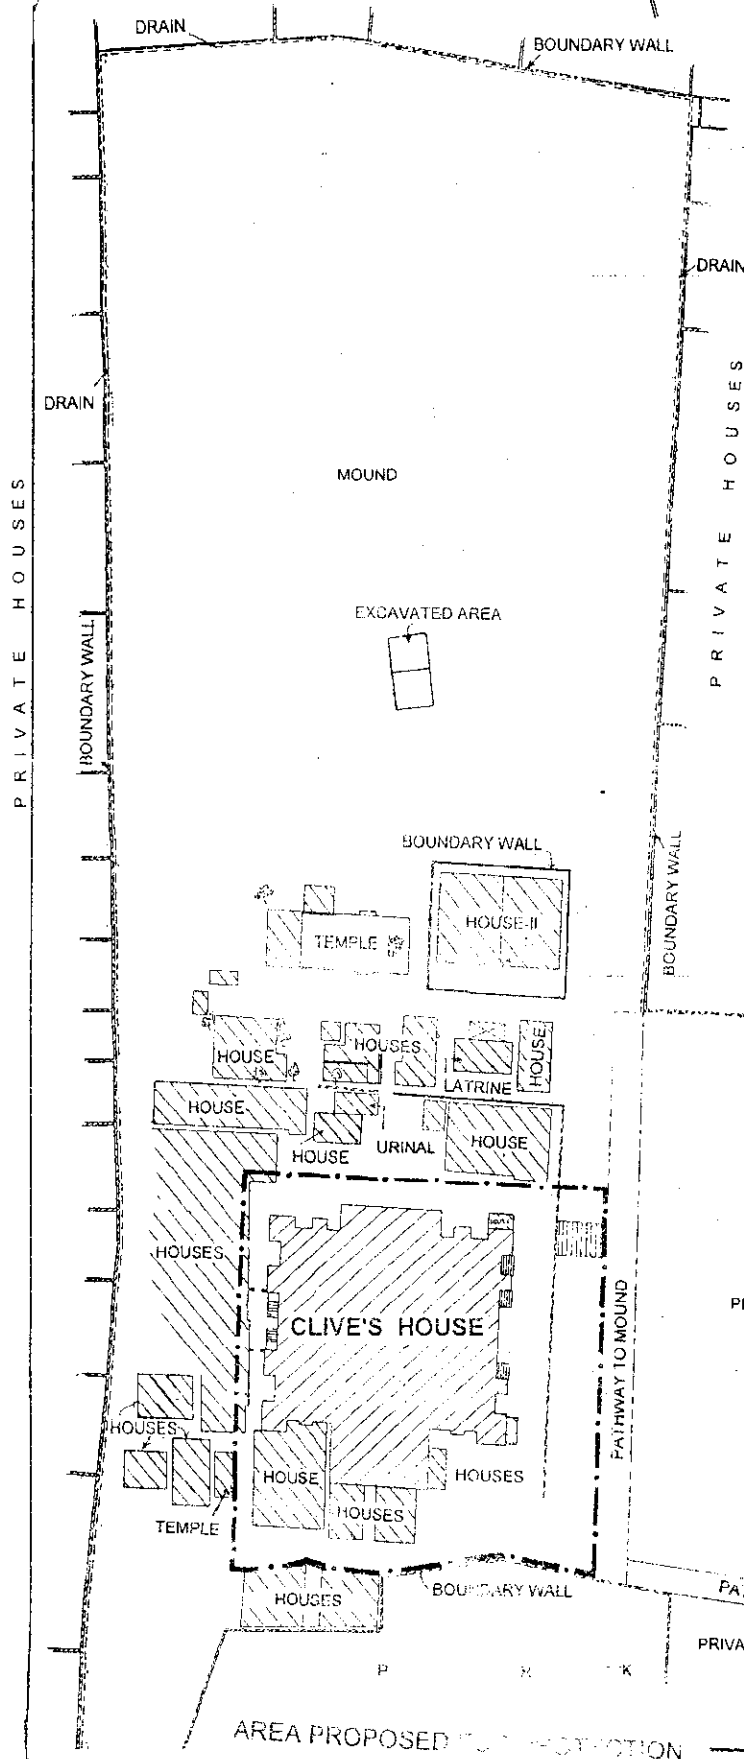 DRAIN
BOUNDARY WALL
DRAIN
PRIVATE HOUSES
DRAIN
MOUND
PRIVATE HOUSES
EXCAVATED AREA
BOUNDARY WALL
BOUNDARY WALL
BOUNDARY WALL
HOUSE-II
TEMPLE
HOUSES
HOUSE
HOUSE
LATRINE
HOUSE
HOUSE
URINAL
HOUSE
HOUSES
CLIVE'S HOUSE
PATHWAY TO MOUND
HOUSES
HOUSE
HOUSES
HOUSES
TEMPLE
BOUNDARY WALL
HOUSES
P R K
AREA PROPOSED